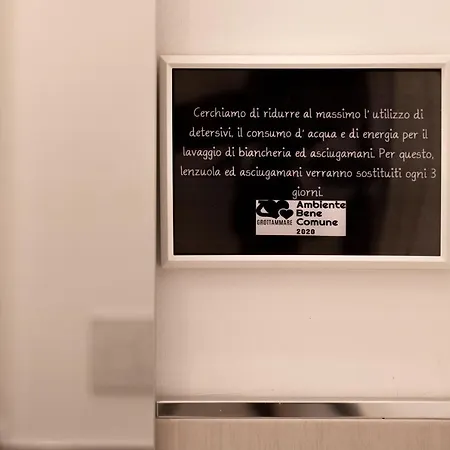 Cerchiamo di ridurre al massimo l' utilizzo di
detersivi, il consumo d' acqua e di energia per il
lavaggio di biancheria ed asciugamani. Per questo,
lenzuola ed asciugamani verranno sostituiti ogni 3
giorni.
Ambiente
Bene
Comune
2020
GROTTAMMARE